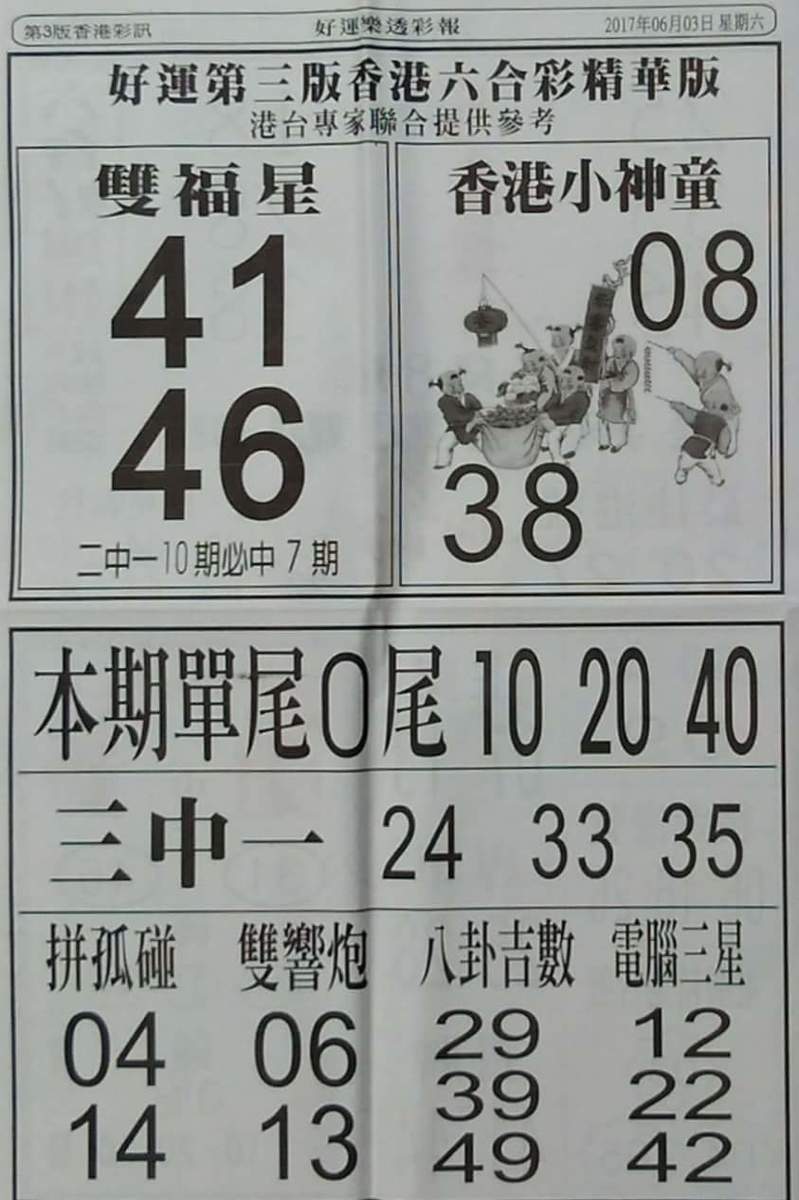 第3版香港彩訊 好運樂透彩報 2017年06月03日 星期六
好運第三版香港六合彩精華版
港台專家聯合提供參考
雙福星
41
46
二中一10期必中7期
香港小神童
08
38
本期單尾0尾 10 20 40
三中一 24 33 35
拼孤碰 雙響炮 八卦吉數 電腦三星
04 06 29 12
39 22
14 13 49 42